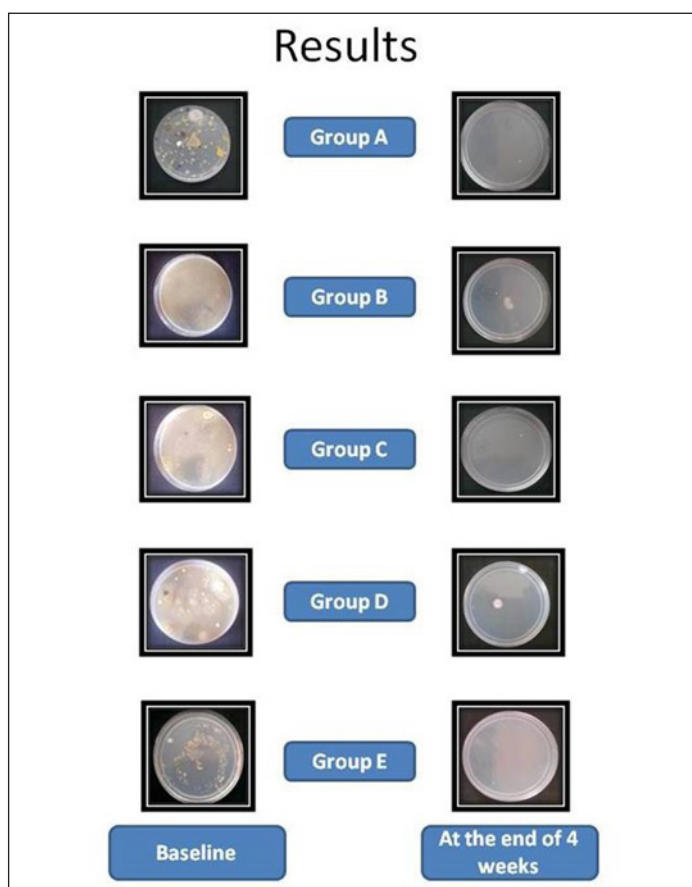 Results
Group A
Group B
Group C
Group D
Group E
Baseline
At the end of 4
weeks